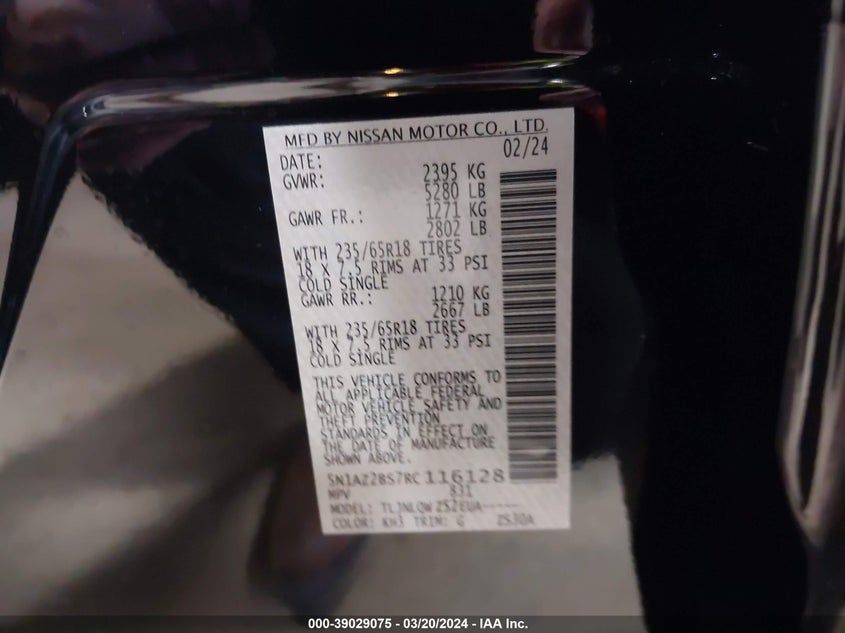 MFD BY NISSAN MOTOR CO., LTD.
DATE: 02/24
GVWR: 2395 KG
5280 LB
GAWR FR.: 1271 KG
2802 LB
WITH 235/65R18 TIRES
18 X 7.5 RIMS AT 33 PSI
COLD SINGLE
GAWR RR.: 1210 KG
2667 LB
WITH 235/65R18 TIRES
18 X 7.5 RIMS AT 33 PSI
COLD SINGLE
THIS VEHICLE CONFORMS TO
ALL APPLICABLE FEDERAL
MOTOR VEHICLE SAFETY AND
THEFT PREVENTION
STANDARDS IN EFFECT ON
THE DATE OF MANUFACTURE
SHOWN ABOVE.
5N1AZ2BS7RC116128
MPV 831
MODEL: TLJNLQWZ52EUA-----
COLOR: KH3 TRIM: G Z530A
000-39029075 - 03/20/2024 - IAA Inc.